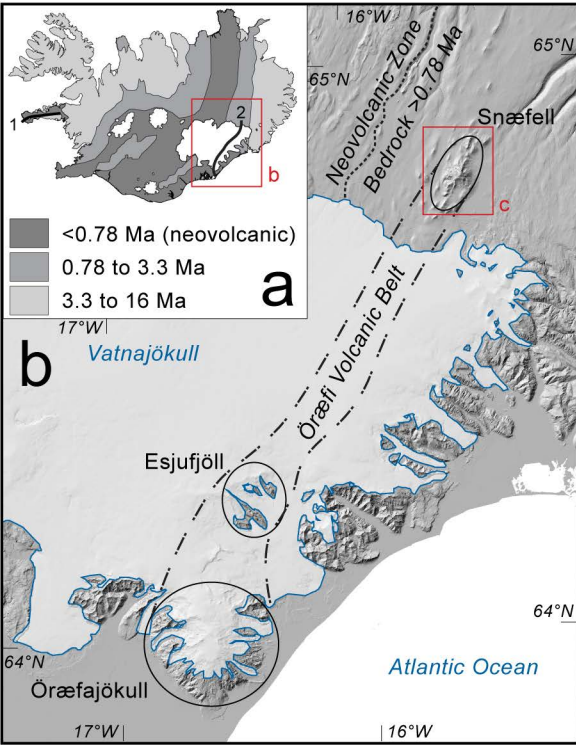 16°W
65°N
65°N
Neovolcanic Zone
Bedrock >0.78 Ma
Snæfell
c
1
2
b
<0.78 Ma (neovolcanic)
0.78 to 3.3 Ma
3.3 to 16 Ma
a
17°W
b
Vatnajökull
Öræfi Volcanic Belt
Esjufjöll
64°N
64°N
Öræfajökull
Atlantic Ocean
17°W
16°W